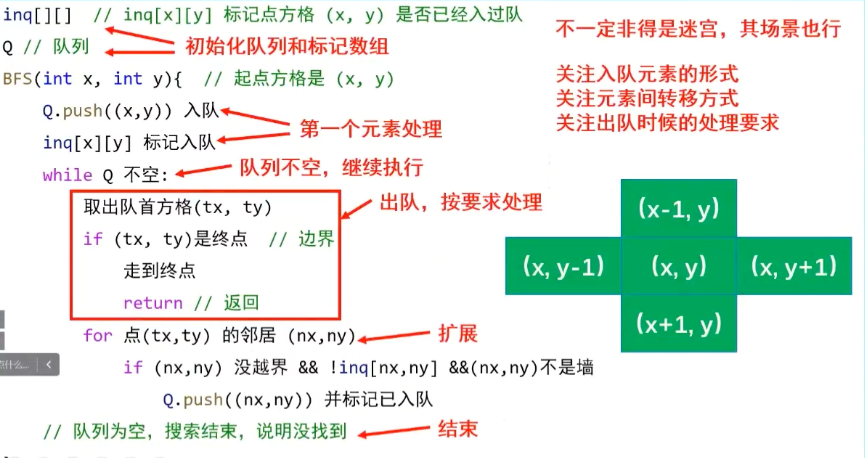 inq[][] // inq[x][y] 标记点方格 (x, y) 是否已经入过队
Q // 队列
初始化队列和标记数组
BFS(int x, int y){ // 起点方格是 (x, y)
Q.push((x,y)) 入队
inq[x][y] 标记入队
第一个元素处理
while Q 不空:
队列不空，继续执行
取出队首方格(tx, ty)
出队，按要求处理
if (tx, ty)是终点 // 边界
走到终点
return // 返回
for 点(tx,ty) 的邻居 (nx,ny)
扩展
if (nx,ny) 没越界 && !inq[nx,ny] &&(nx,ny)不是墙
Q.push((nx,ny)) 并标记已入队
// 队列为空，搜索结束，说明没找到
结束
不一定非得是迷宫，其场景也行
关注入队元素的形式
关注元素间转移方式
关注出队时候的处理要求
(x-1, y)
(x, y-1)
(x, y)
(x, y+1)
(x+1, y)
点什么...